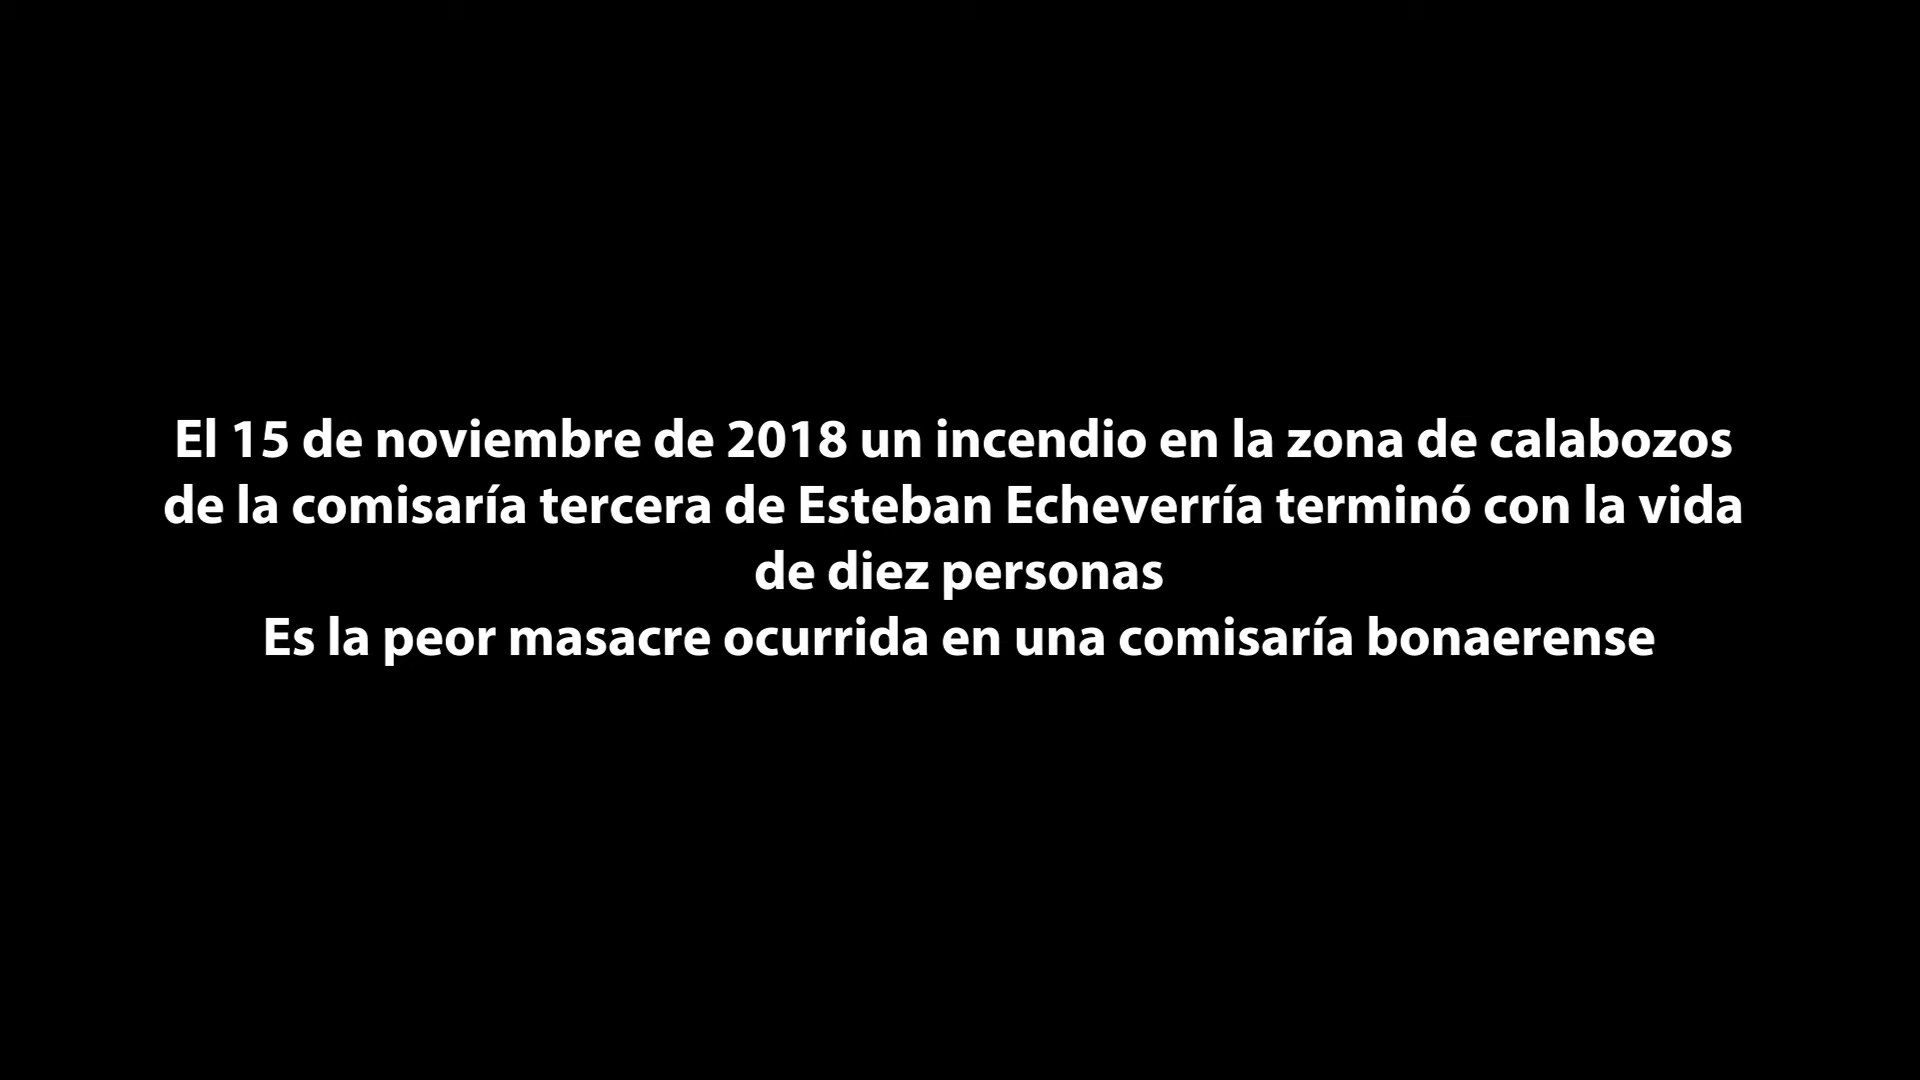 El 15 de noviembre de 2018 un incendio en la zona de calabozos
de la comisaría tercera de Esteban Echeverría terminó con la vida
de diez personas
Es la peor masacre ocurrida en una comisaría bonaerense